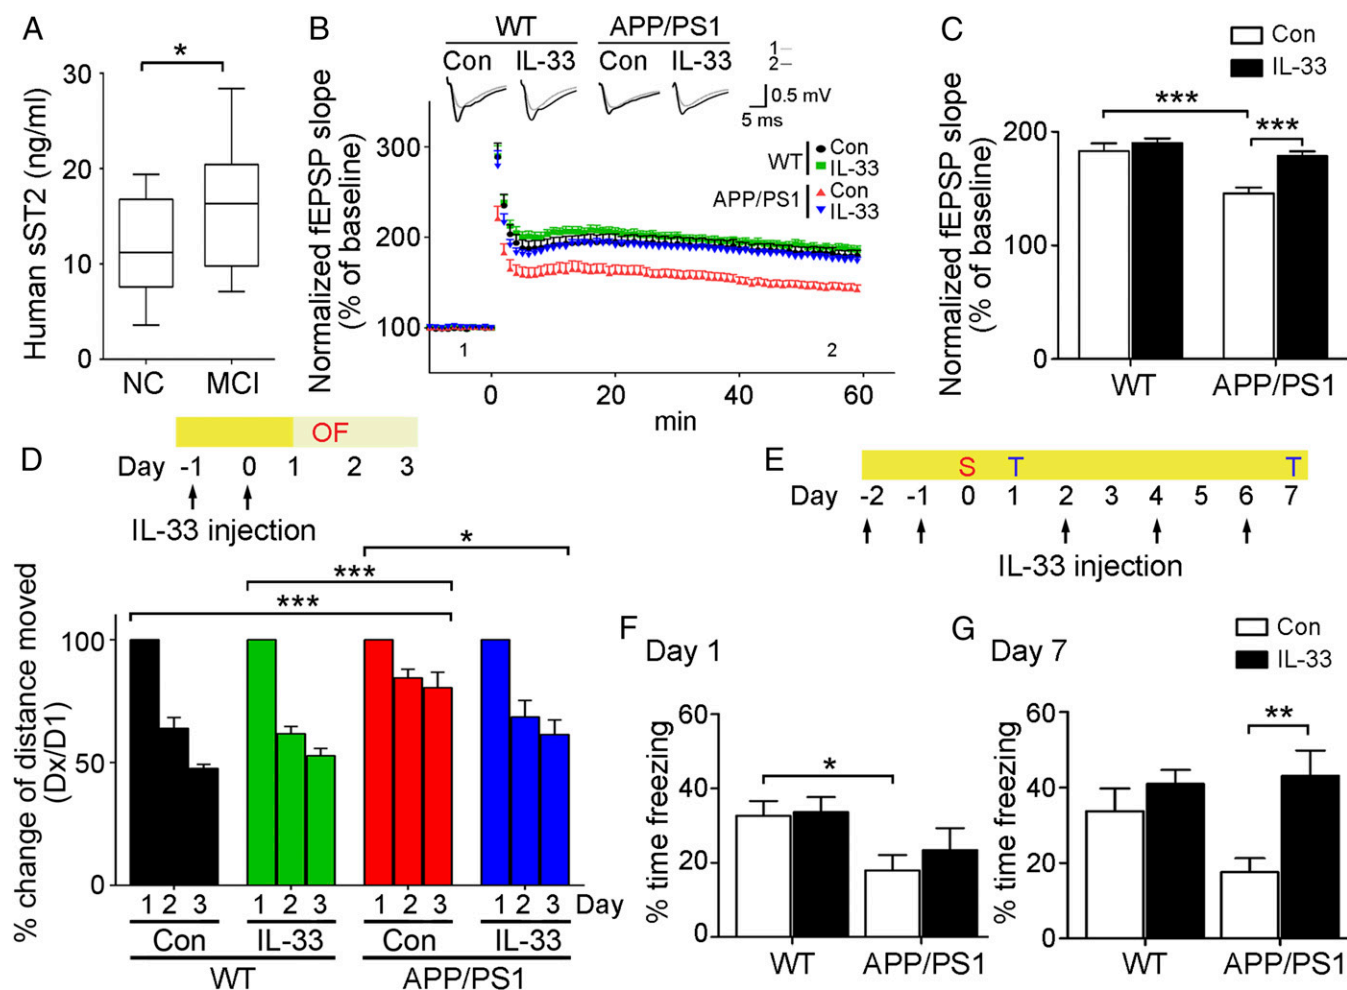 A
*
Human sST2 (ng/ml)
30
20
10
0
NC MCI
B
WT APP/PS1
Con IL-33 Con IL-33
1
2
0.5 mV
5 ms
Normalized fEPSP slope
(% of baseline)
300
200
100
WT Con
IL-33
APP/PS1 Con
IL-33
1 2
0 20 40 60
min
C
Con
IL-33
***
***
Normalized fEPSP slope
(% of baseline)
200
100
0
WT APP/PS1
D
OF
Day -1 0 1 2 3
IL-33 injection
*
***
***
% change of distance moved
(Dx/D1)
100
50
0
1 2 3 1 2 3 1 2 3 1 2 3 Day
Con IL-33 Con IL-33
WT APP/PS1
E
S T T
Day -2 -1 0 1 2 3 4 5 6 7
IL-33 injection
F
Day 1
*
% time freezing
60
40
20
0
WT APP/PS1
G
Day 7
Con
IL-33
**
% time freezing
60
40
20
0
WT APP/PS1